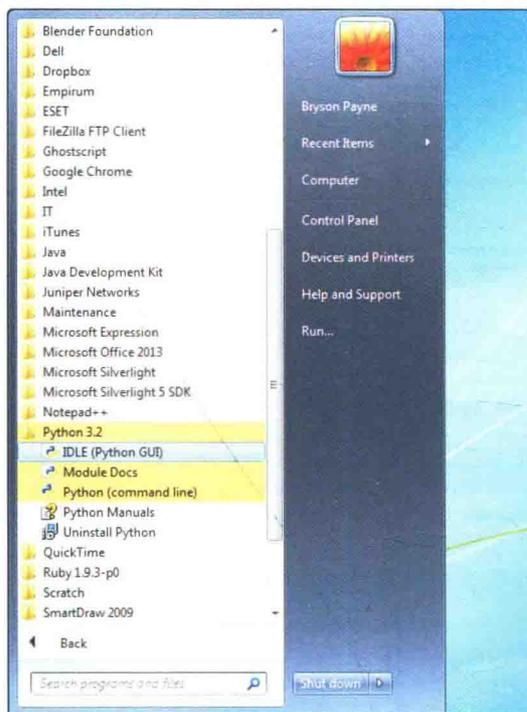 Blender Foundation
Dell
Dropbox
Empirum
ESET
FileZilla FTP Client
Ghostscript
Google Chrome
Intel
IT
iTunes
Java
Java Development Kit
Juniper Networks
Maintenance
Microsoft Expression
Microsoft Office 2013
Microsoft Silverlight
Microsoft Silverlight 5 SDK
Notepad++
Python 3.2
IDLE (Python GUI)
Module Docs
Python (command line)
Python Manuals
Uninstall Python
QuickTime
Ruby 1.9.3-p0
Scratch
SmartDraw 2009
Back
Search programs and files
Bryson Payne
Recent Items
Computer
Control Panel
Devices and Printers
Help and Support
Run...
Shut down